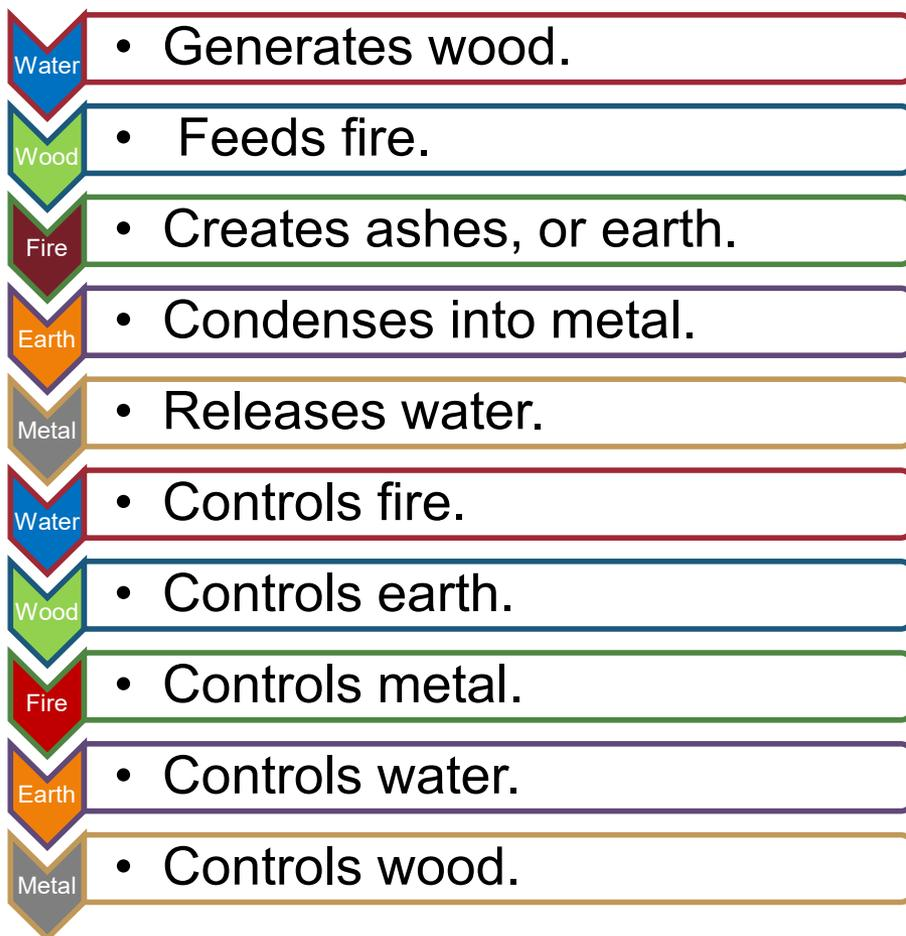 Water
• Generates wood.
Wood
• Feeds fire.
Fire
• Creates ashes, or earth.
Earth
• Condenses into metal.
Metal
• Releases water.
Water
• Controls fire.
Wood
• Controls earth.
Fire
• Controls metal.
Earth
• Controls water.
Metal
• Controls wood.